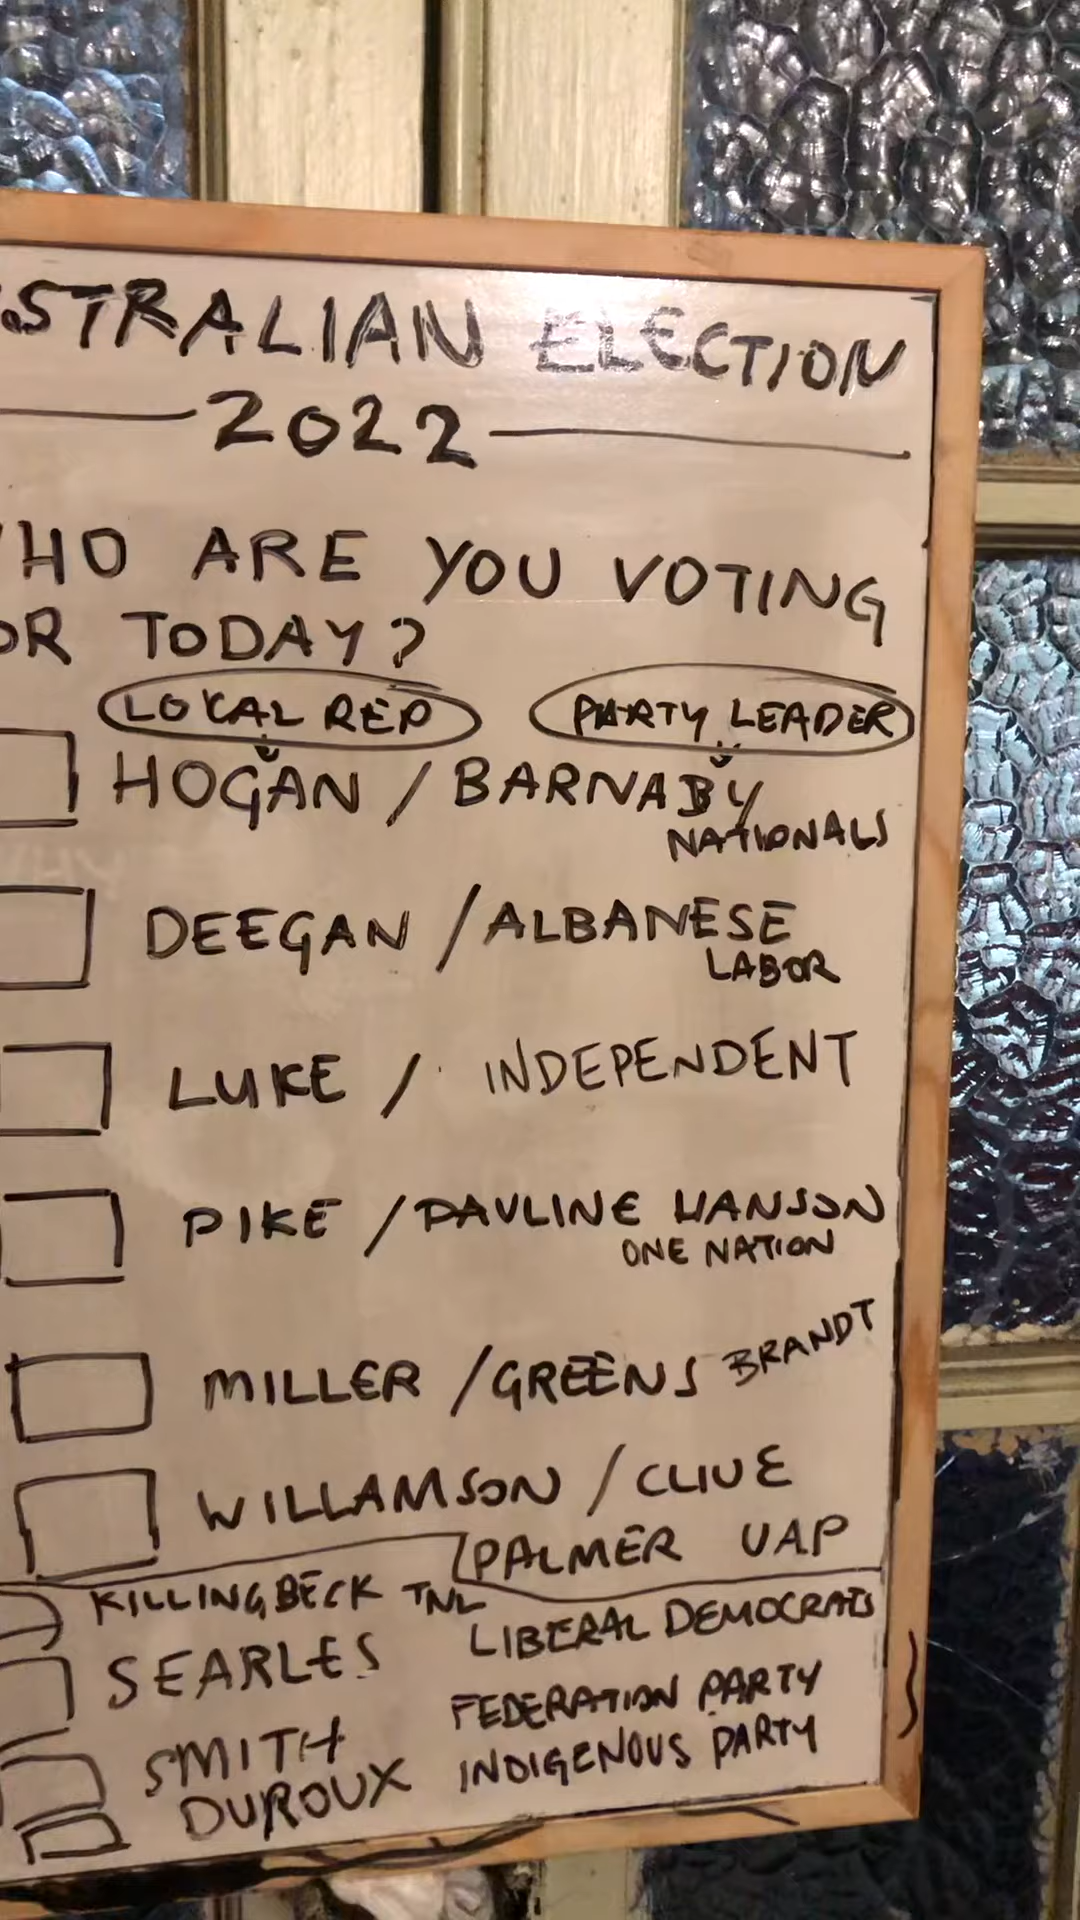 STRALIAN ELECTION
2022
HO ARE YOU VOTING
OR TODAY?
LOCAL REP PARTY LEADER
HOGAN / BARNABY
NATIONALS
DEEGAN / ALBANESE
LABOR
LUKE / INDEPENDENT
PIKE / PAULINE HANSON
ONE NATION
MILLER / GREENS BRANDT
WILLAMSON / CLIVE
PALMER UAP
KILLINGBECK TNL
SEARLES LIBERAL DEMOCRATS
SMITH FEDERATION PARTY
DUROUX INDIGENOUS PARTY